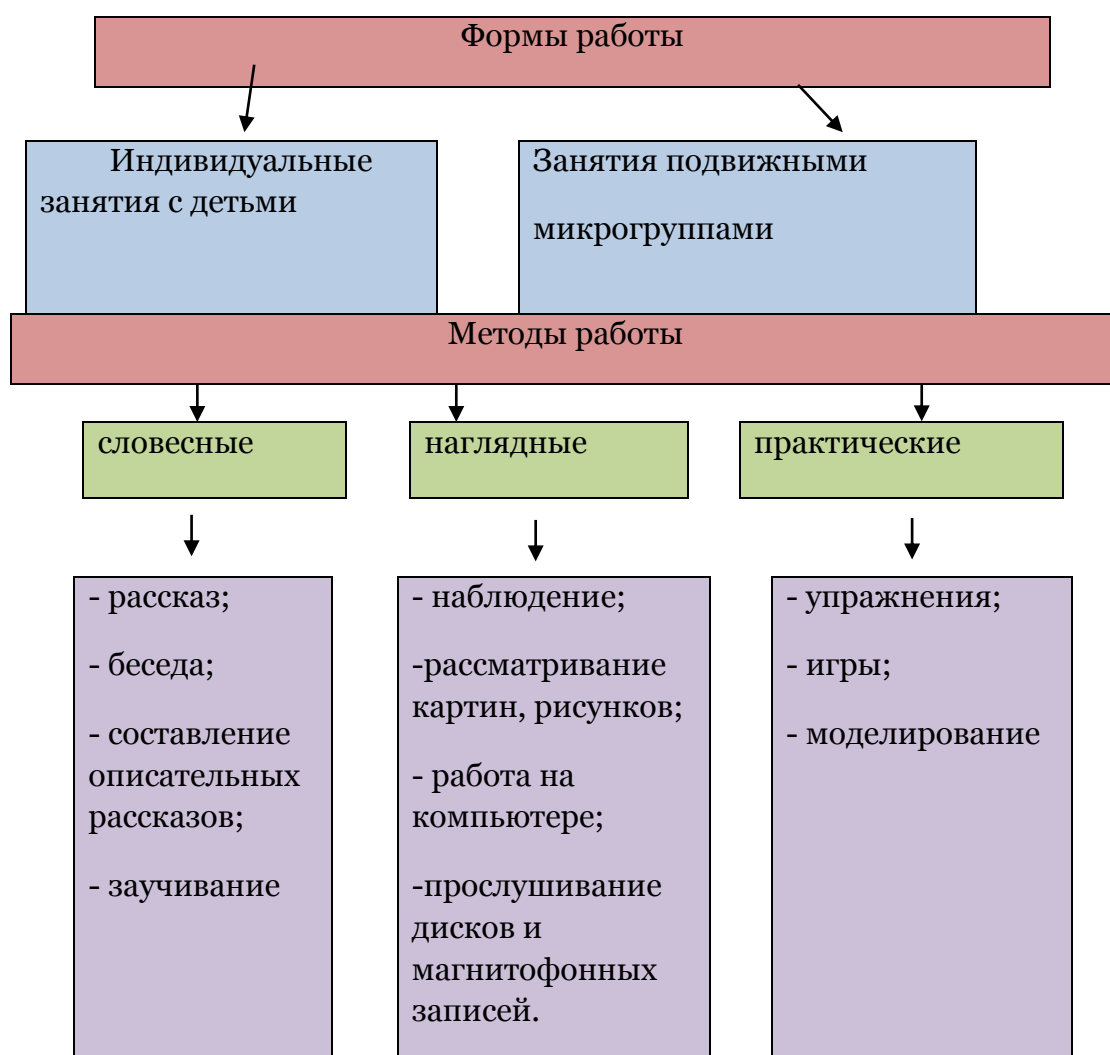 Формы работы
Индивидуальные
занятия с детьми
Занятия подвижными
микрогруппами
Методы работы
словесные
наглядные
практические
- рассказ;
- беседа;
- составление
описательных
рассказов;
- заучивание
- наблюдение;
-рассматривание
картин, рисунков;
- работа на
компьютере;
-прослушивание
дисков и
магнитофонных
записей.
- упражнения;
- игры;
- моделирование